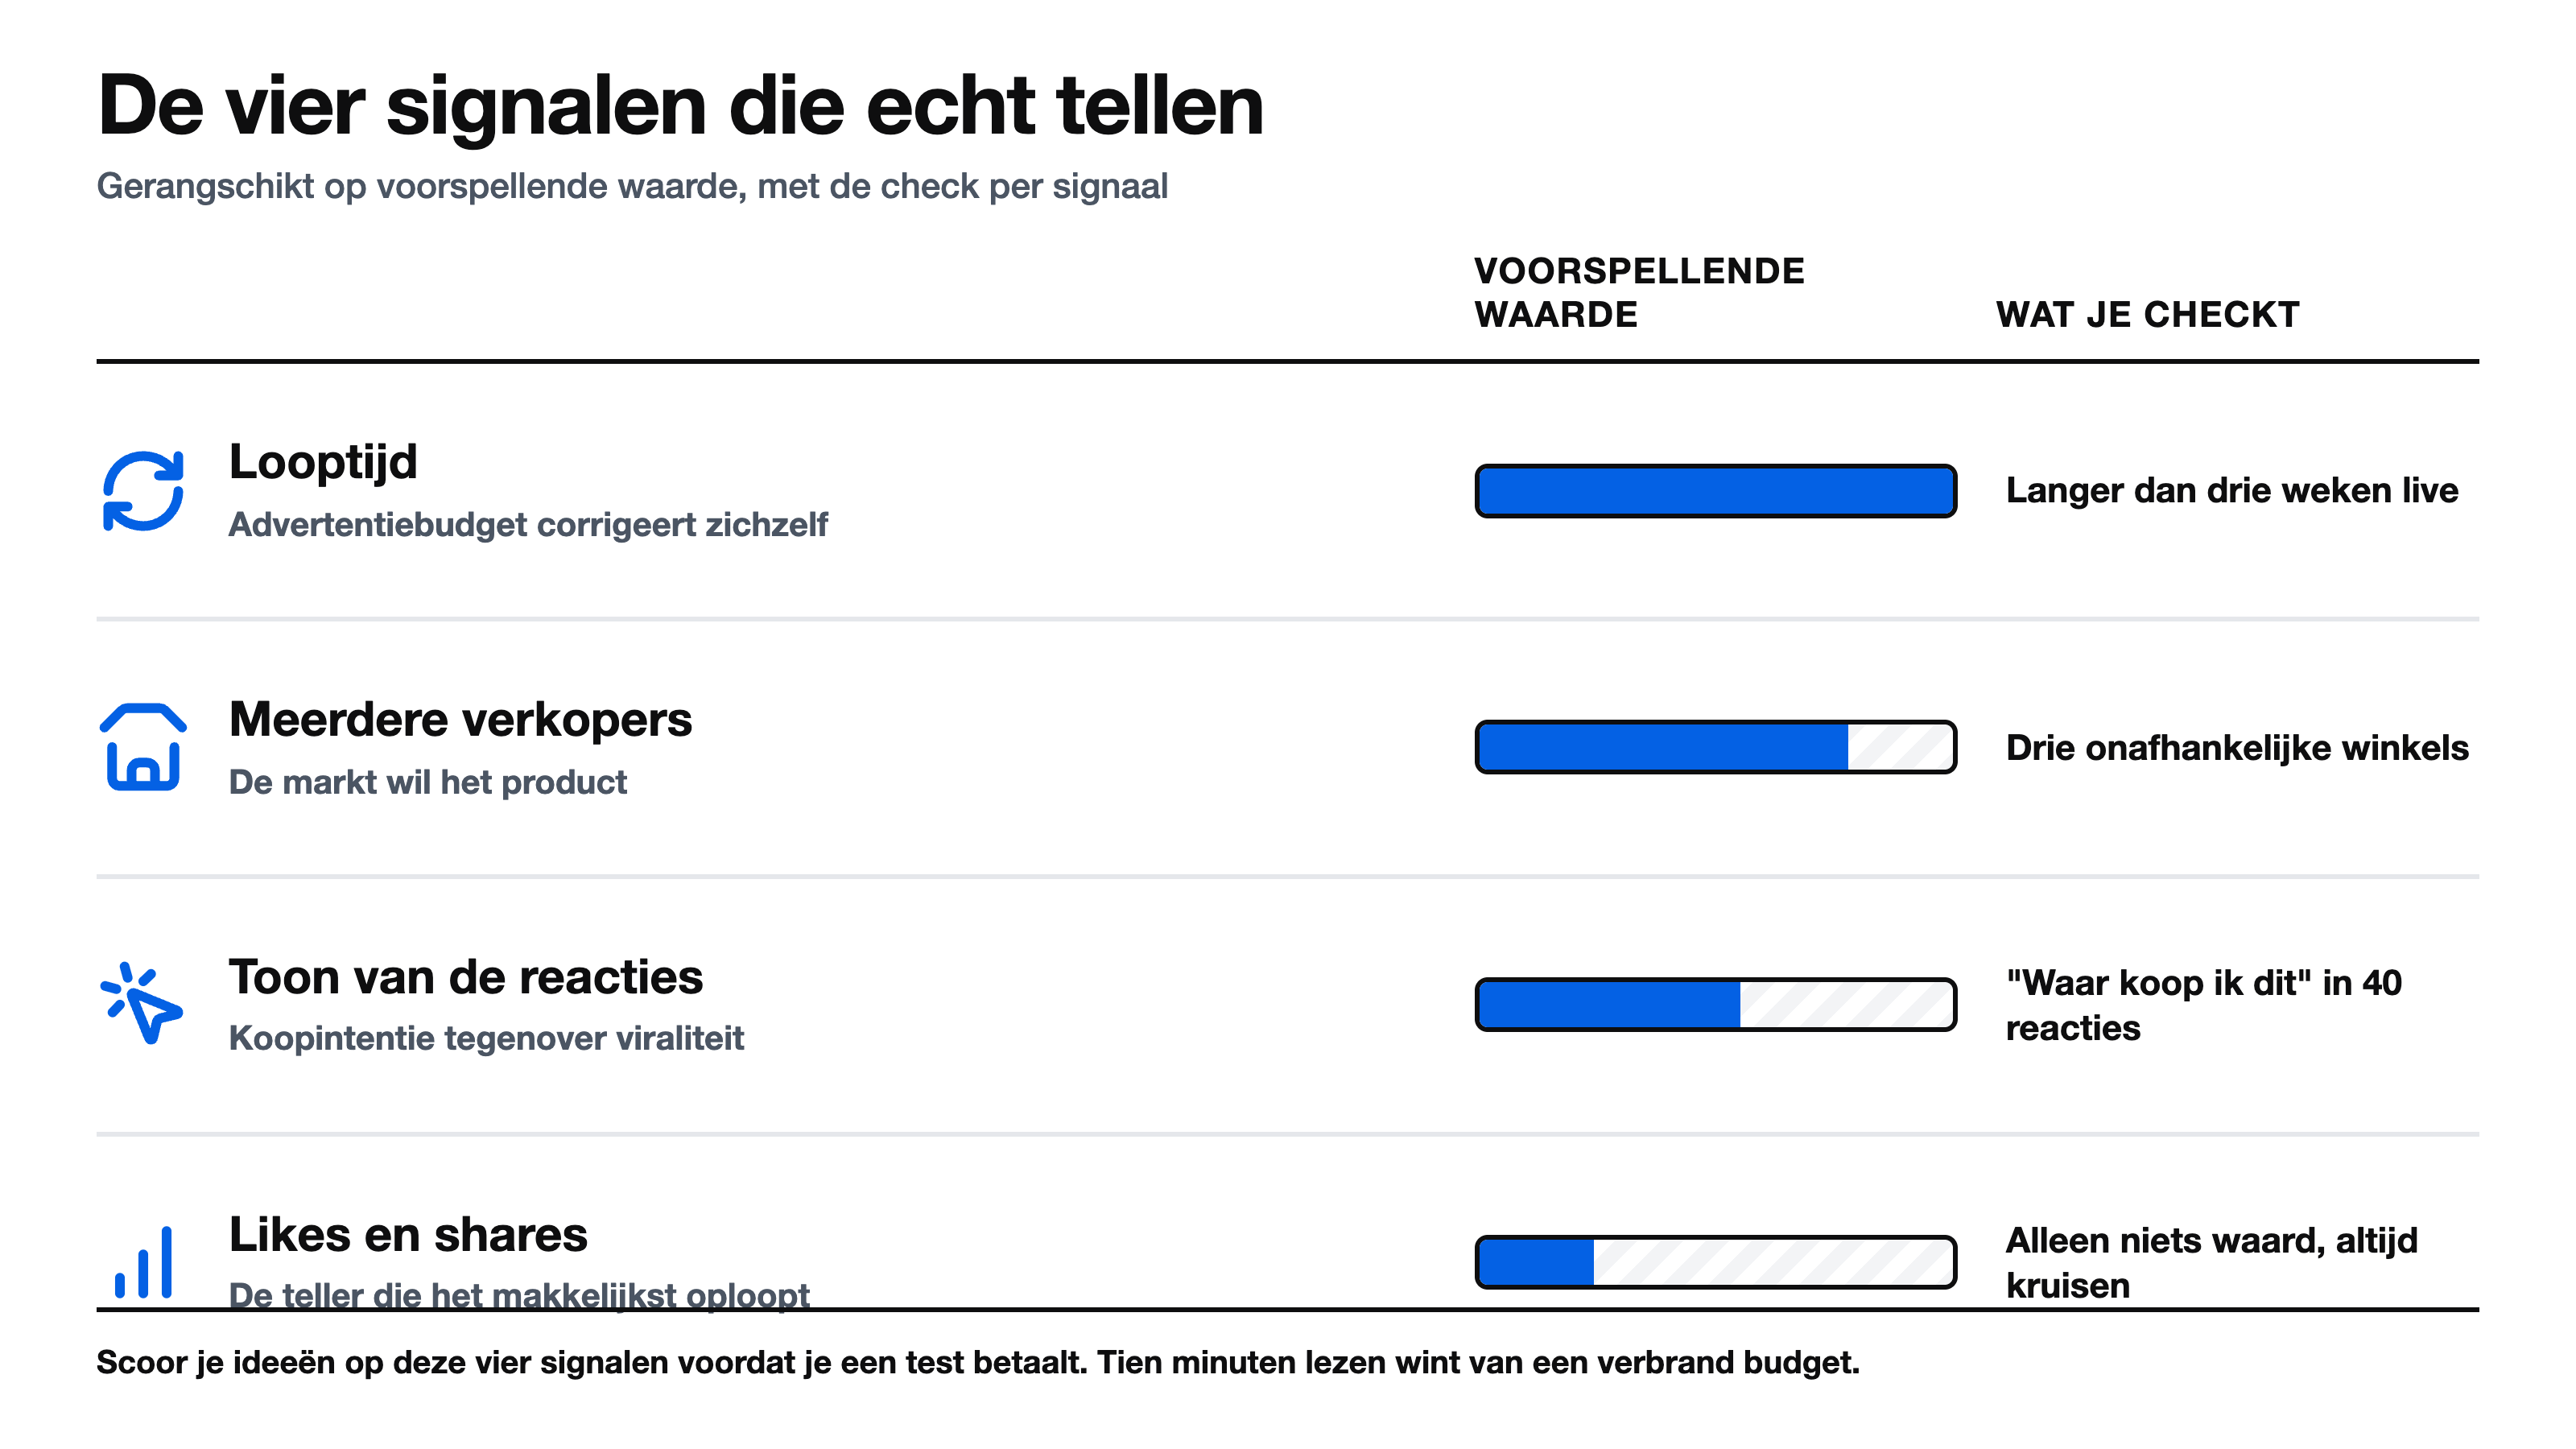 De vier signalen die echt tellen
Gerangschikt op voorspellende waarde, met de check per signaal
VOORSPELLENDE
WAARDE
WAT JE CHECKT
Looptijd
Advertentiebudget corrigeert zichzelf
Langer dan drie weken live
Meerdere verkopers
De markt wil het product
Drie onafhankelijke winkels
Toon van de reacties
Koopintentie tegenover viraliteit
"Waar koop ik dit" in 40
reacties
Likes en shares
De teller die het makkelijkst oploopt
Alleen niets waard, altijd
kruisen
Scoor je ideeën op deze vier signalen voordat je een test betaalt. Tien minuten lezen wint van een verbrand budget.